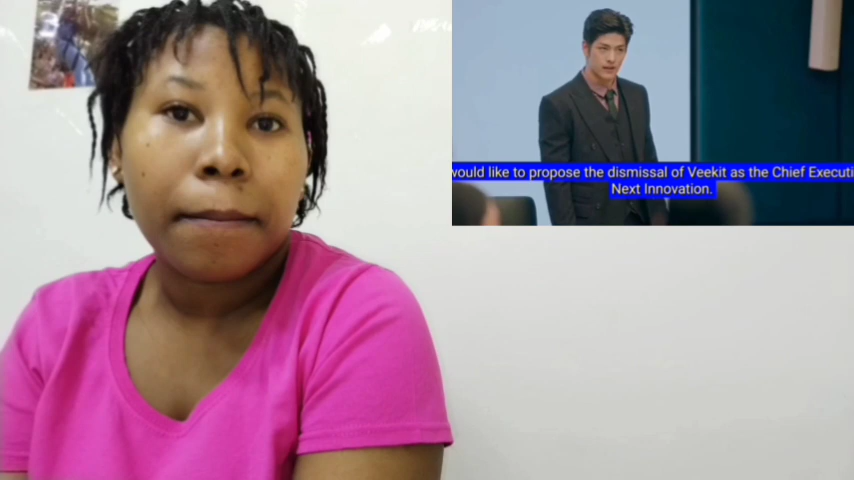 would like to propose the dismissal of Veekit as the Chief Executi
Next Innovation.